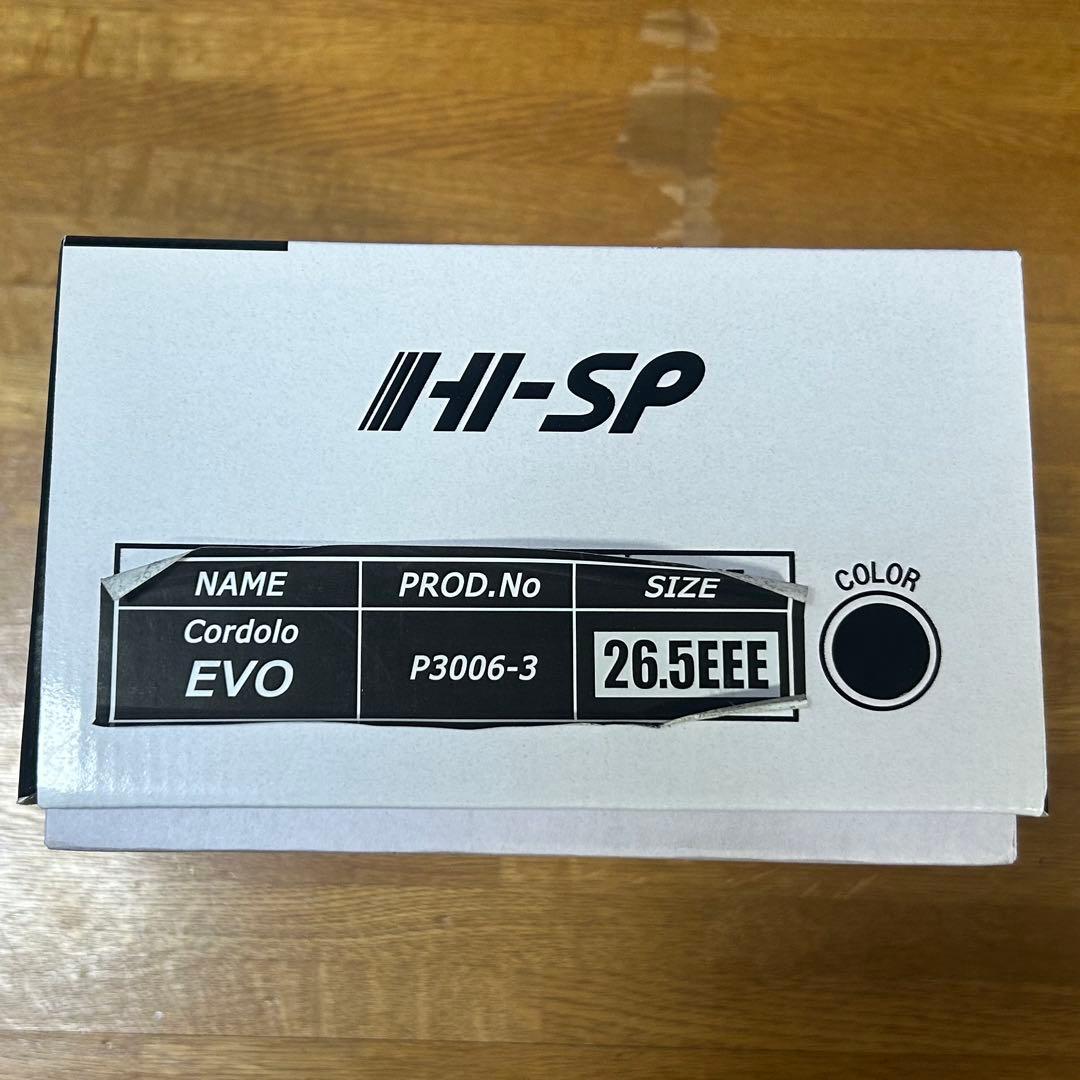 HI-SP
NAME PROD.No SIZE
Cordolo
EVO P3006-3 26.5EEE
COLOR